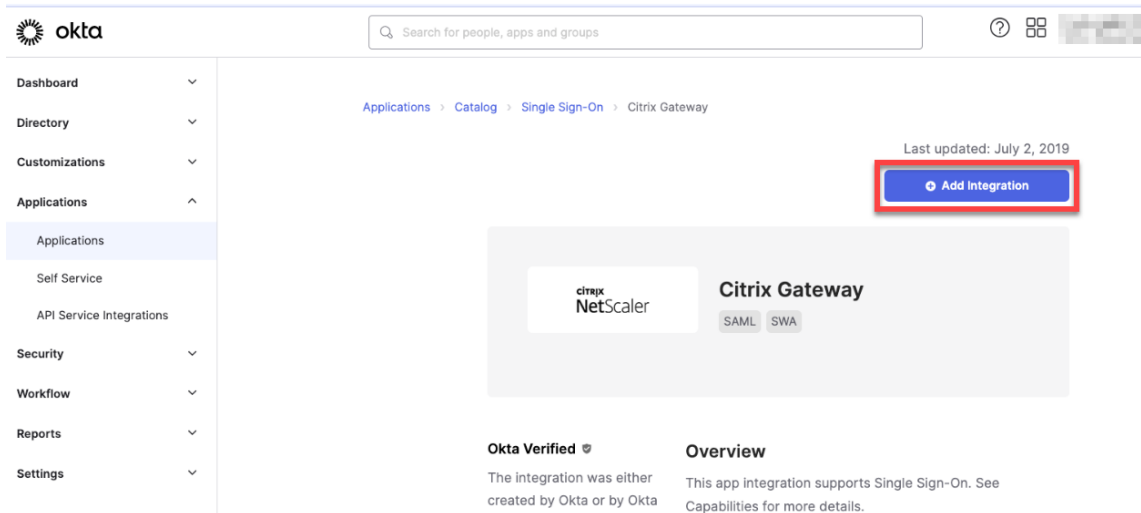 okta
Search for people, apps and groups
Dashboard
Directory
Customizations
Applications
Applications
Self Service
API Service Integrations
Security
Workflow
Reports
Settings
Applications > Catalog > Single Sign-On > Citrix Gateway
Last updated: July 2, 2019
Add Integration
CITRIX
NetScaler
Citrix Gateway
SAML SWA
Okta Verified
The integration was either
created by Okta or by Okta
Overview
This app integration supports Single Sign-On. See
Capabilities for more details.